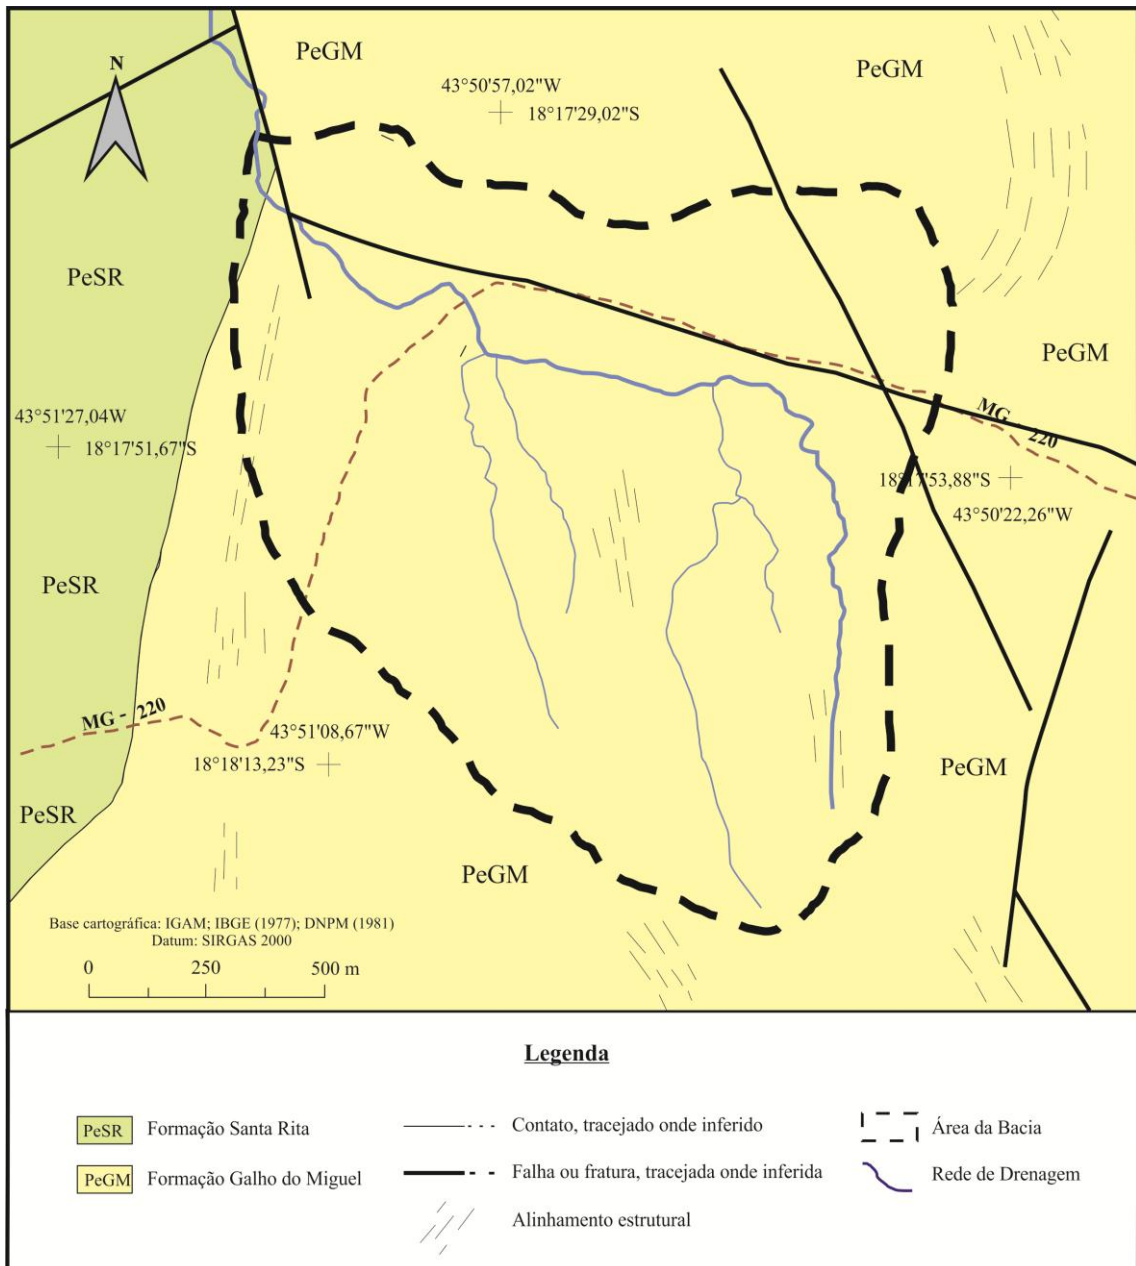 PeGM
PeGM
N
43°50'57,02"W
18°17'29,02"S
PeSR
PeGM
43°51'27,04W
18°17'51,67"S
MG - 220
18°17'53,88"S
43°50'22,26"W
PeSR
MG - 220
43°51'08,67"W
18°18'13,23"S
PeGM
PeSR
PeGM
Base cartográfica: IGAM; IBGE (1977); DNPM (1981)
Datum: SIRGAS 2000
0 250 500 m
Legenda
PeSR Formação Santa Rita
Contato, tracejado onde inferido
Área da Bacia
PeGM Formação Galho do Miguel
Falha ou fratura, tracejada onde inferida
Rede de Drenagem
Alinhamento estrutural